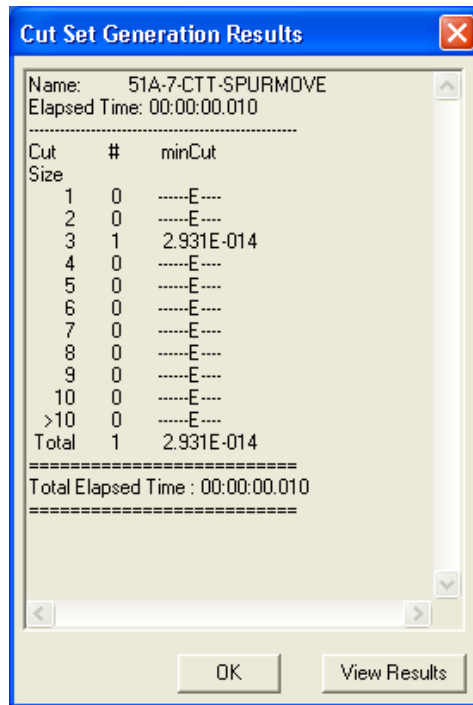 Cut Set Generation Results
Name: 51A-7-CTT-SPURMOVE
Elapsed Time: 00:00:00.010
--------------------------------------------------
Cut # minCut
Size
1 0 ------E----
2 0 ------E----
3 1 2.931E-014
4 0 ------E----
5 0 ------E----
6 0 ------E----
7 0 ------E----
8 0 ------E----
9 0 ------E----
10 0 ------E----
>10 0 ------E----
Total 1 2.931E-014
==========================
Total Elapsed Time : 00:00:00.010
==========================
OK View Results